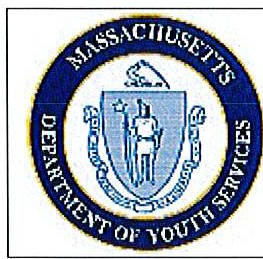 MASSACHUSETTS
DEPARTMENT OF YOUTH SERVICES